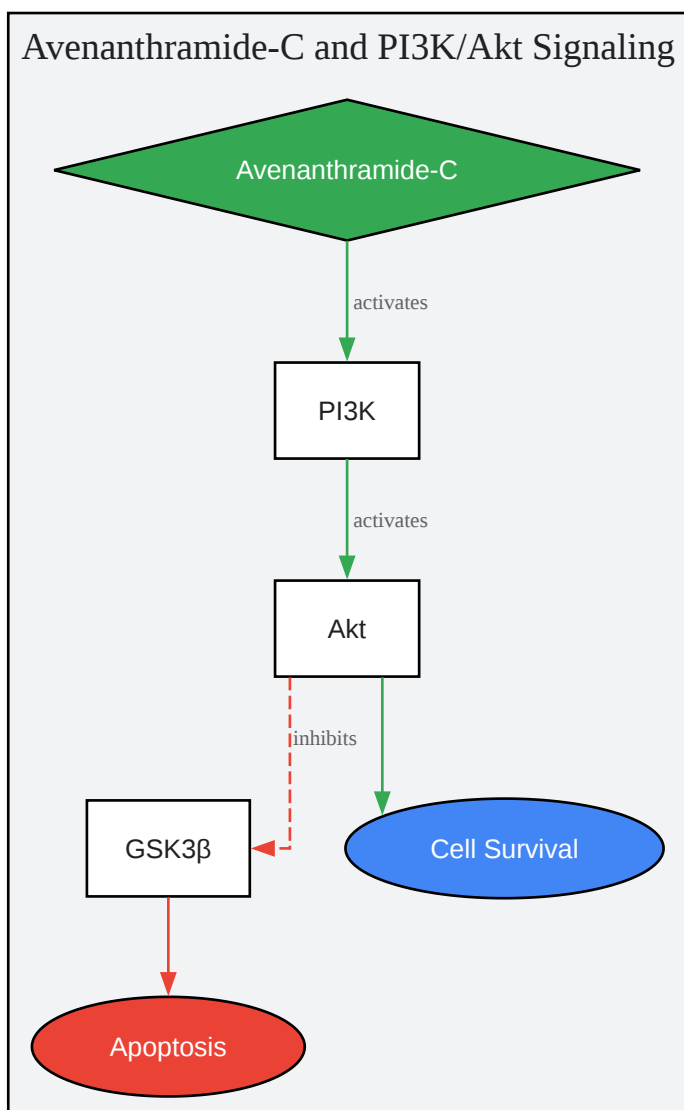 Avenanthramide-C and PI3K/Akt Signaling
Avenanthramide-C
activates
PI3K
activates
Akt
inhibits
GSK3β
Cell Survival
Apoptosis